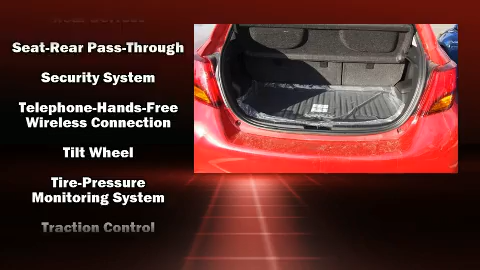 Seat-Rear Pass-Through
Security System
Telephone-Hands-Free
Wireless Connection
Tilt Wheel
Tire-Pressure
Monitoring System
Traction Control